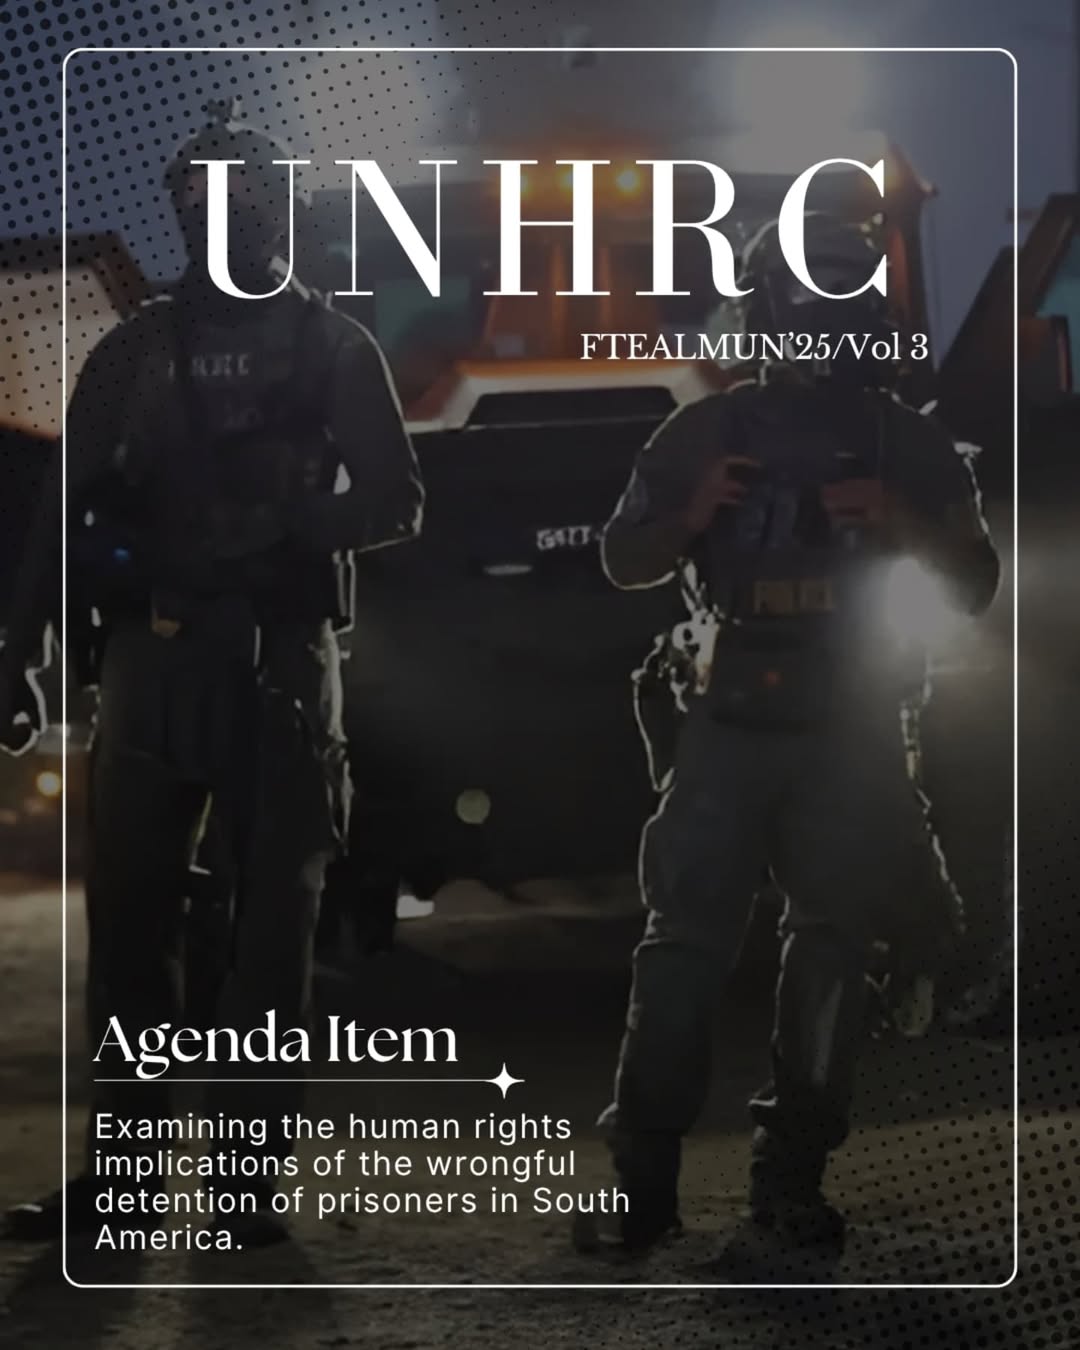 UNHRC
FTEALMUN’25/Vol 3
Agenda Item
Examining the human rights
implications of the wrongful
detention of prisoners in South
America.